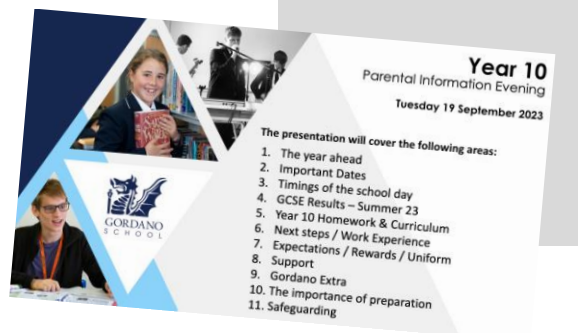 Year 10
Parental Information Evening
Tuesday 19 September 2023
The presentation will cover the following areas:
1. The year ahead
2. Important Dates
3. Timings of the school day
4. GCSE Results – Summer 23
5. Year 10 Homework & Curriculum
6. Next steps / Work Experience
7. Expectations / Rewards / Uniform
8. Support
9. Gordano Extra
10. The importance of preparation
11. Safeguarding
GORDANO
SCHOOL